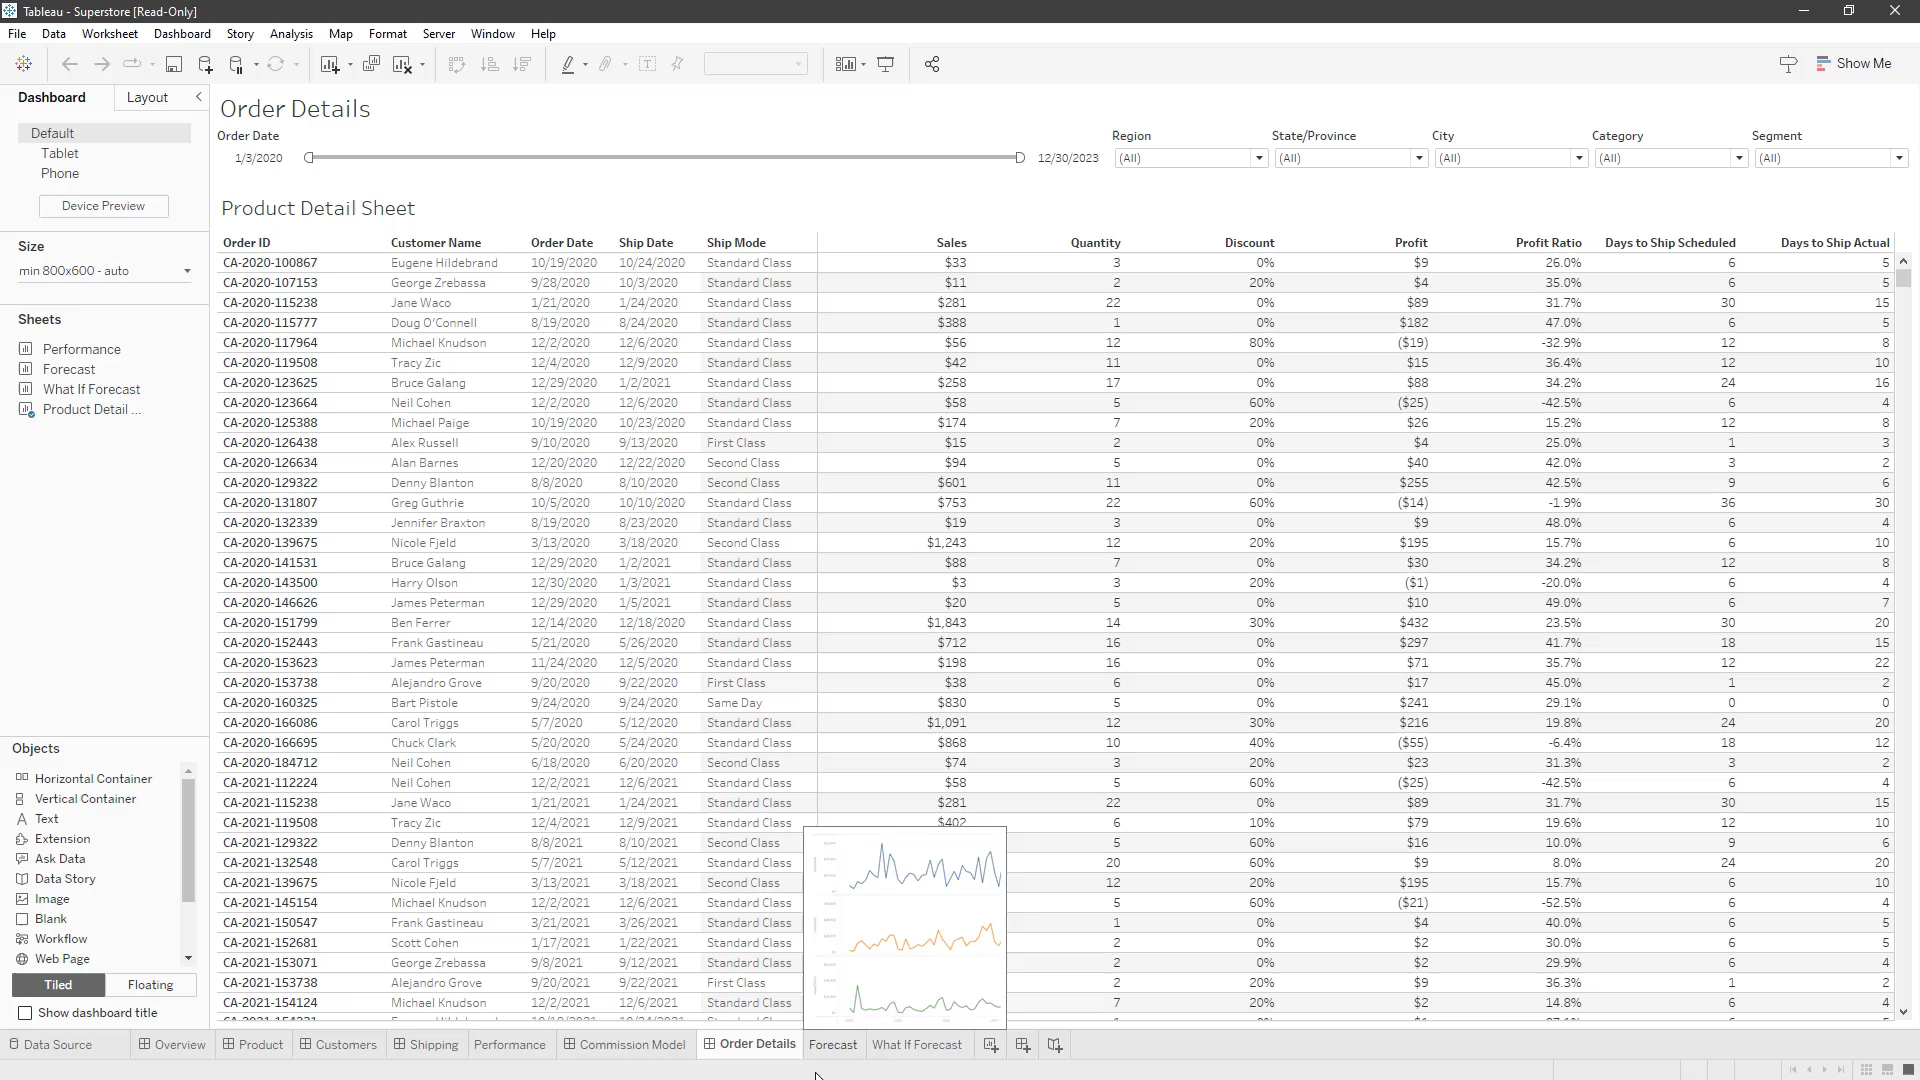 Tableau - Superstore [Read-Only]
File Data Worksheet Dashboard Story Analysis Map Format Server Window Help
Show Me
Dashboard Layout
Default
Tablet
Phone
Device Preview
Size
min 800x600 - auto
Sheets
Performance
Forecast
What If Forecast
Product Detail ...
Objects
Horizontal Container
Vertical Container
Text
Extension
Ask Data
Data Story
Image
Blank
Workflow
Web Page
Tiled Floating
Show dashboard title
Order Details
Order Date Region State/Province City Category Segment
1/3/2020 12/30/2023 (All) (All) (All) (All) (All)
Product Detail Sheet
Order ID Customer Name Order Date Ship Date Ship Mode Sales Quantity Discount Profit Profit Ratio Days to Ship Scheduled Days to Ship Actual
CA-2020-100867 Eugene Hildebrand 10/19/2020 10/24/2020 Standard Class $33 3 0% $9 26.0% 6 5
CA-2020-107153 George Zrebassa 9/28/2020 10/3/2020 Standard Class $11 2 20% $4 35.0% 6 5
CA-2020-115238 Jane Waco 1/21/2020 1/24/2020 Standard Class $281 22 0% $89 31.7% 30 15
CA-2020-115777 Doug O'Connell 8/19/2020 8/24/2020 Standard Class $388 1 0% $182 47.0% 6 5
CA-2020-117964 Michael Knudson 12/2/2020 12/6/2020 Standard Class $56 12 80% ($19) -32.9% 12 8
CA-2020-119508 Tracy Zic 12/4/2020 12/9/2020 Standard Class $42 11 0% $15 36.4% 12 10
CA-2020-123625 Bruce Galang 12/29/2020 1/2/2021 Standard Class $258 17 0% $88 34.2% 24 16
CA-2020-123664 Neil Cohen 12/2/2020 12/6/2020 Standard Class $58 5 60% ($25) -42.5% 6 4
CA-2020-125388 Michael Paige 10/19/2020 10/23/2020 Standard Class $174 7 20% $26 15.2% 12 8
CA-2020-126438 Alex Russell 9/10/2020 9/13/2020 First Class $15 2 0% $4 25.0% 1 3
CA-2020-126634 Alan Barnes 12/20/2020 12/22/2020 Second Class $94 5 0% $40 42.0% 3 2
CA-2020-129322 Denny Blanton 8/8/2020 8/10/2020 Second Class $601 11 0% $255 42.5% 9 6
CA-2020-131807 Greg Guthrie 10/5/2020 10/10/2020 Standard Class $753 22 60% ($14) -1.9% 36 30
CA-2020-132339 Jennifer Braxton 8/19/2020 8/23/2020 Standard Class $19 3 0% $9 48.0% 6 4
CA-2020-139675 Nicole Fjeld 3/13/2020 3/18/2020 Second Class $1,243 12 20% $195 15.7% 6 10
CA-2020-141531 Bruce Galang 12/29/2020 1/2/2021 Standard Class $88 7 0% $30 34.2% 12 8
CA-2020-143500 Harry Olson 12/30/2020 1/3/2021 Standard Class $3 3 20% ($1) -20.0% 6 4
CA-2020-146626 James Peterman 12/29/2020 1/5/2021 Standard Class $20 5 0% $10 49.0% 6 7
CA-2020-151799 Ben Ferrer 12/14/2020 12/18/2020 Standard Class $1,843 14 30% $432 23.5% 30 20
CA-2020-152443 Frank Gastineau 5/21/2020 5/26/2020 Standard Class $712 16 0% $297 41.7% 18 15
CA-2020-153623 James Peterman 11/24/2020 12/5/2020 Standard Class $198 16 0% $71 35.7% 12 22
CA-2020-153738 Alejandro Grove 9/20/2020 9/22/2020 First Class $38 6 0% $17 45.0% 1 2
CA-2020-160325 Bart Pistole 9/24/2020 9/24/2020 Same Day $830 5 0% $241 29.1% 0 0
CA-2020-166086 Carol Triggs 5/7/2020 5/12/2020 Standard Class $1,091 12 30% $216 19.8% 24 20
CA-2020-166695 Chuck Clark 5/20/2020 5/24/2020 Standard Class $868 10 40% ($55) -6.4% 18 12
CA-2020-184712 Neil Cohen 6/18/2020 6/20/2020 Second Class $74 3 20% $23 31.3% 3 2
CA-2021-112224 Neil Cohen 12/2/2021 12/6/2021 Standard Class $58 5 60% ($25) -42.5% 6 4
CA-2021-115238 Jane Waco 1/21/2021 1/24/2021 Standard Class $281 22 0% $89 31.7% 30 15
CA-2021-119508 Tracy Zic 12/4/2021 12/9/2021 Standard Class $402 6 10% $79 19.6% 12 10
CA-2021-129322 Denny Blanton 8/8/2021 8/10/2021 Second Class 5 60% $16 10.0% 9 6
CA-2021-132548 Carol Triggs 5/7/2021 5/12/2021 Standard Class 20 60% $9 8.0% 24 20
CA-2021-139675 Nicole Fjeld 3/13/2021 3/18/2021 Second Class 12 20% $195 15.7% 6 10
CA-2021-145154 Michael Knudson 12/2/2021 12/6/2021 Standard Class 5 60% ($21) -52.5% 6 4
CA-2021-150547 Frank Gastineau 3/21/2021 3/26/2021 Standard Class 1 0% $4 40.0% 6 5
CA-2021-152681 Scott Cohen 1/17/2021 1/22/2021 Standard Class 2 0% $2 30.0% 6 5
CA-2021-153071 George Zrebassa 9/8/2021 9/12/2021 Standard Class 2 0% $2 29.9% 6 4
CA-2021-153738 Alejandro Grove 9/20/2021 9/22/2021 First Class 2 20% $9 36.3% 1 2
CA-2021-154124 Michael Knudson 12/2/2021 12/6/2021 Standard Class 7 20% $2 14.8% 6 4
Data Source Overview Product Customers Shipping Performance Commission Model Order Details Forecast What If Forecast